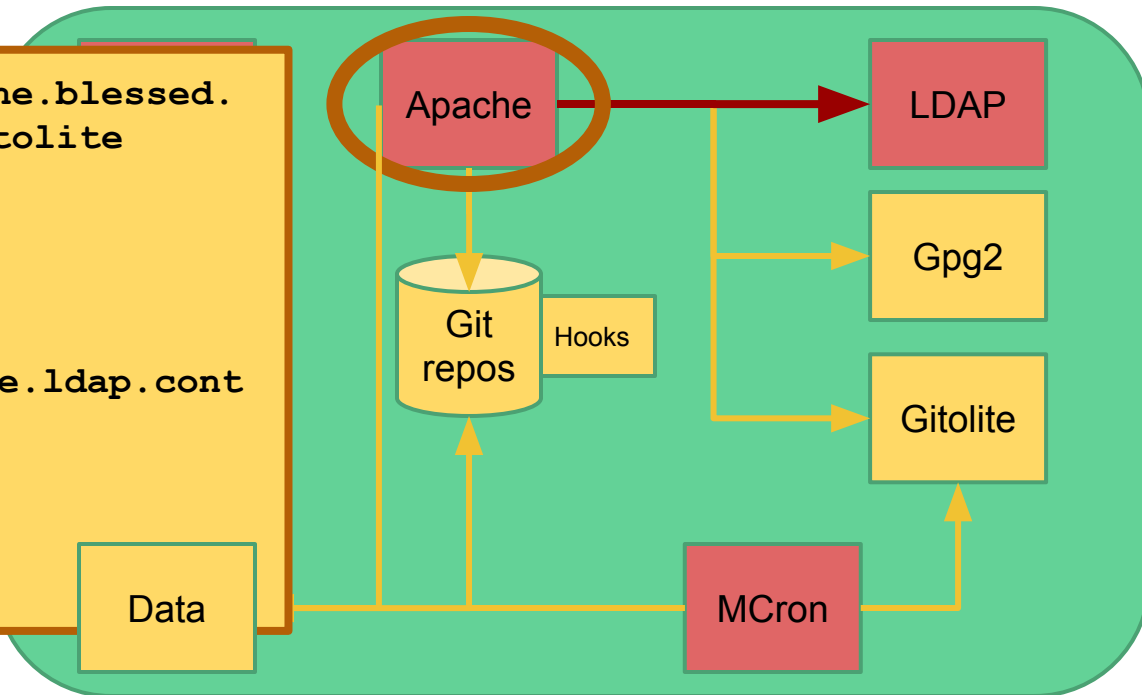 he.blessed.
tolite
e.ldap.cont
Apache
LDAP
Gpg2
Git
repos
Hooks
Gitolite
Data
MCron